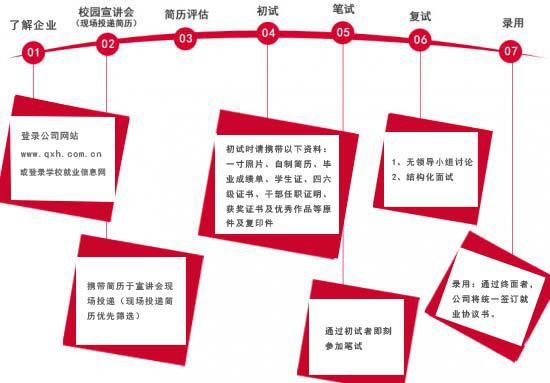 了解企业
校园宣讲会
（现场投递简历）
简历评估
初试
笔试
复试
录用
01
02
03
04
05
06
07
登录公司网站
www.qxh.com.cn
或登录学校就业信息网
携带简历于宣讲会现
场投递（现场投递简
历优先筛选）
初试时请携带以下资料：
一寸照片、自制简历、毕
业成绩单、学生证、四六
级证书、干部任职证明、
获奖证书及优秀作品等原
件及复印件
通过初试者即刻
参加笔试
1、无领导小组讨论
2、结构化面试
录用：通过终面者，
公司将统一签订就
业协议书。